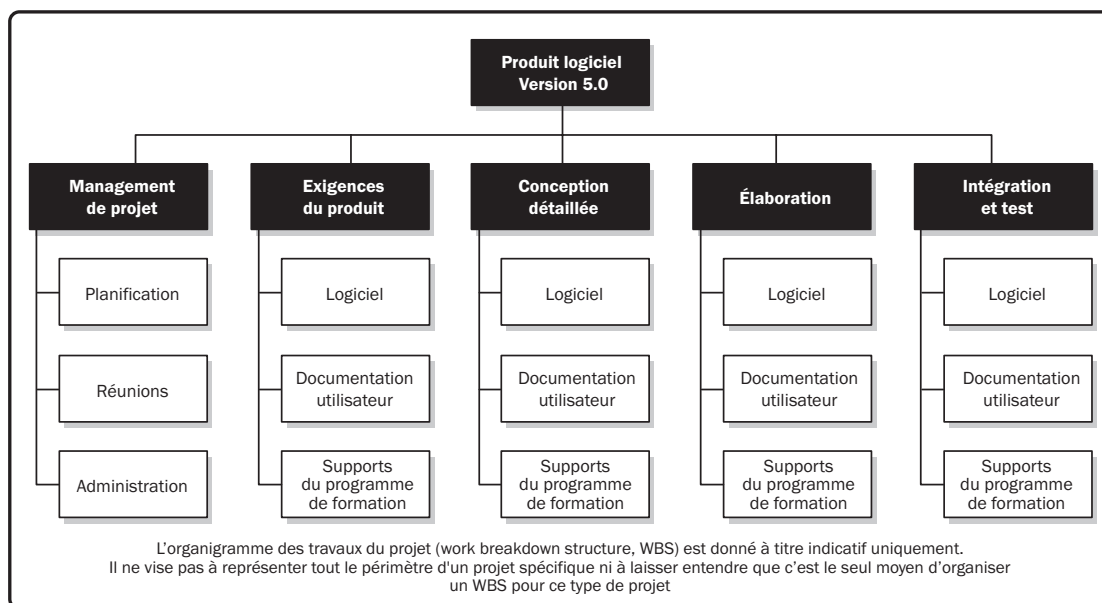 Produit logiciel
Version 5.0
Management
de projet
Exigences
du produit
Conception
détaillée
Élaboration
Intégration
et test
Planification
Logiciel
Logiciel
Logiciel
Logiciel
Réunions
Documentation
utilisateur
Documentation
utilisateur
Documentation
utilisateur
Documentation
utilisateur
Administration
Supports
du programme
de formation
Supports
du programme
de formation
Supports
du programme
de formation
Supports
du programme
de formation
L’organigramme des travaux du projet (work breakdown structure, WBS) est donné à titre indicatif uniquement.
Il ne vise pas à représenter tout le périmètre d'un projet spécifique ni à laisser entendre que c’est le seul moyen d’organiser
un WBS pour ce type de projet